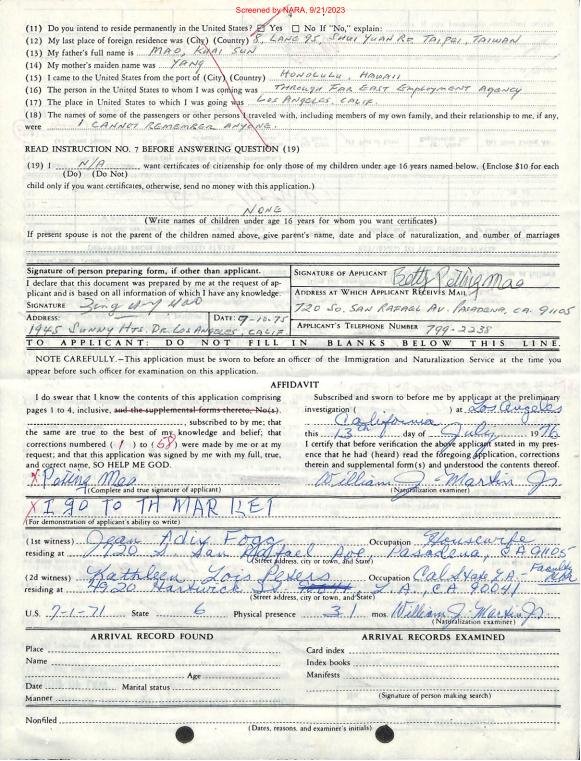 Screened by NARA, 9/21/2023
(11) Do you intend to reside permanently in the United States? ☑ Yes ☐ No If "No," explain:
(12) My last place of foreign residence was (City) (Country) 8, LANE 95, SHUI YUAN RD. TAIPEI, TAIWAN
(13) My father's full name is MAO, KUAI SUN
(14) My mother's maiden name was YANG
(15) I came to the United States from the port of (City) (Country) HONOLULU, HAWAII
(16) The person in the United States to whom I was coming was THROUGH FAR EAST EMPLOYMENT AGENCY
(17) The place in the United States to which I was going was LOS ANGELES, CALIF.
(18) The names of some of the passengers or other persons I traveled with, including members of my own family, and their relationship to me, if any,
were I CANNOT REMEMBER ANYONE.
READ INSTRUCTION NO. 7 BEFORE ANSWERING QUESTION (19)
(19) I N/A want certificates of citizenship for only those of my children under age 16 years named below. (Enclose $10 for each
(Do) (Do Not)
child only if you want certificates, otherwise, send no money with this application.)
NONE
(Write names of children under age 16 years for whom you want certificates)
If present spouse is not the parent of the children named above, give parent's name, date and place of naturalization, and number of marriages
Signature of person preparing form, if other than applicant.
I declare that this document was prepared by me at the request of applicant and is based on all information of which I have any knowledge.
SIGNATURE
ADDRESS: DATE: 7-10-75
1945 SUNNY HTS. DR. LOS ANGELES, CALIF
SIGNATURE OF APPLICANT Betty Petting Mao
ADDRESS AT WHICH APPLICANT RECEIVES MAIL
720 SO. SAN RAFAEL AV. PASADENA, CA. 91105
APPLICANT'S TELEPHONE NUMBER 799-2238
TO APPLICANT: DO NOT FILL IN BLANKS BELOW THIS LINE.
NOTE CAREFULLY.—This application must be sworn to before an officer of the Immigration and Naturalization Service at the time you
appear before such officer for examination on this application.
AFFIDAVIT
I do swear that I know the contents of this application comprising
pages 1 to 4, inclusive, and the supplemental forms thereto, No(s).
, subscribed to by me; that
the same are true to the best of my knowledge and belief; that
corrections numbered (1) to (58) were made by me or at my
request; and that this application was signed by me with my full, true,
and correct name, SO HELP ME GOD.
X Petting Mao
(Complete and true signature of applicant)
Subscribed and sworn to before me by applicant at the preliminary
investigation ( ) at Los Angeles
California
this 13th day of July, 1976
I certify that before verification the above applicant stated in my presence
that he had (heard) read the foregoing application, corrections
therein and supplemental form(s) and understood the contents thereof.
William J. Martin Jr
(Naturalization examiner)
X I GO TO TH MARKET
(For demonstration of applicant's ability to write)
(1st witness) Jean Adix Fogg Occupation Housewife
residing at 720 S. San Rafael Ave, Pasadena, CA 91105
(Street address, city or town, and State)
(2d witness) Kathleen Lois Peters Occupation Cal State L.A. - Faculty
residing at 4920 L.A., CA 90041
(Street address, city or town, and State)
U.S. 7-1-71 State 6 Physical presence 31 mos. William J. Martin Jr
(Naturalization examiner)
ARRIVAL RECORD FOUND
Place
Name
Age
Date Marital status
Manner
ARRIVAL RECORDS EXAMINED
Card index
Index books
Manifests
(Signature of person making search)
Nonfiled
(Dates, reasons, and examiner's initials)